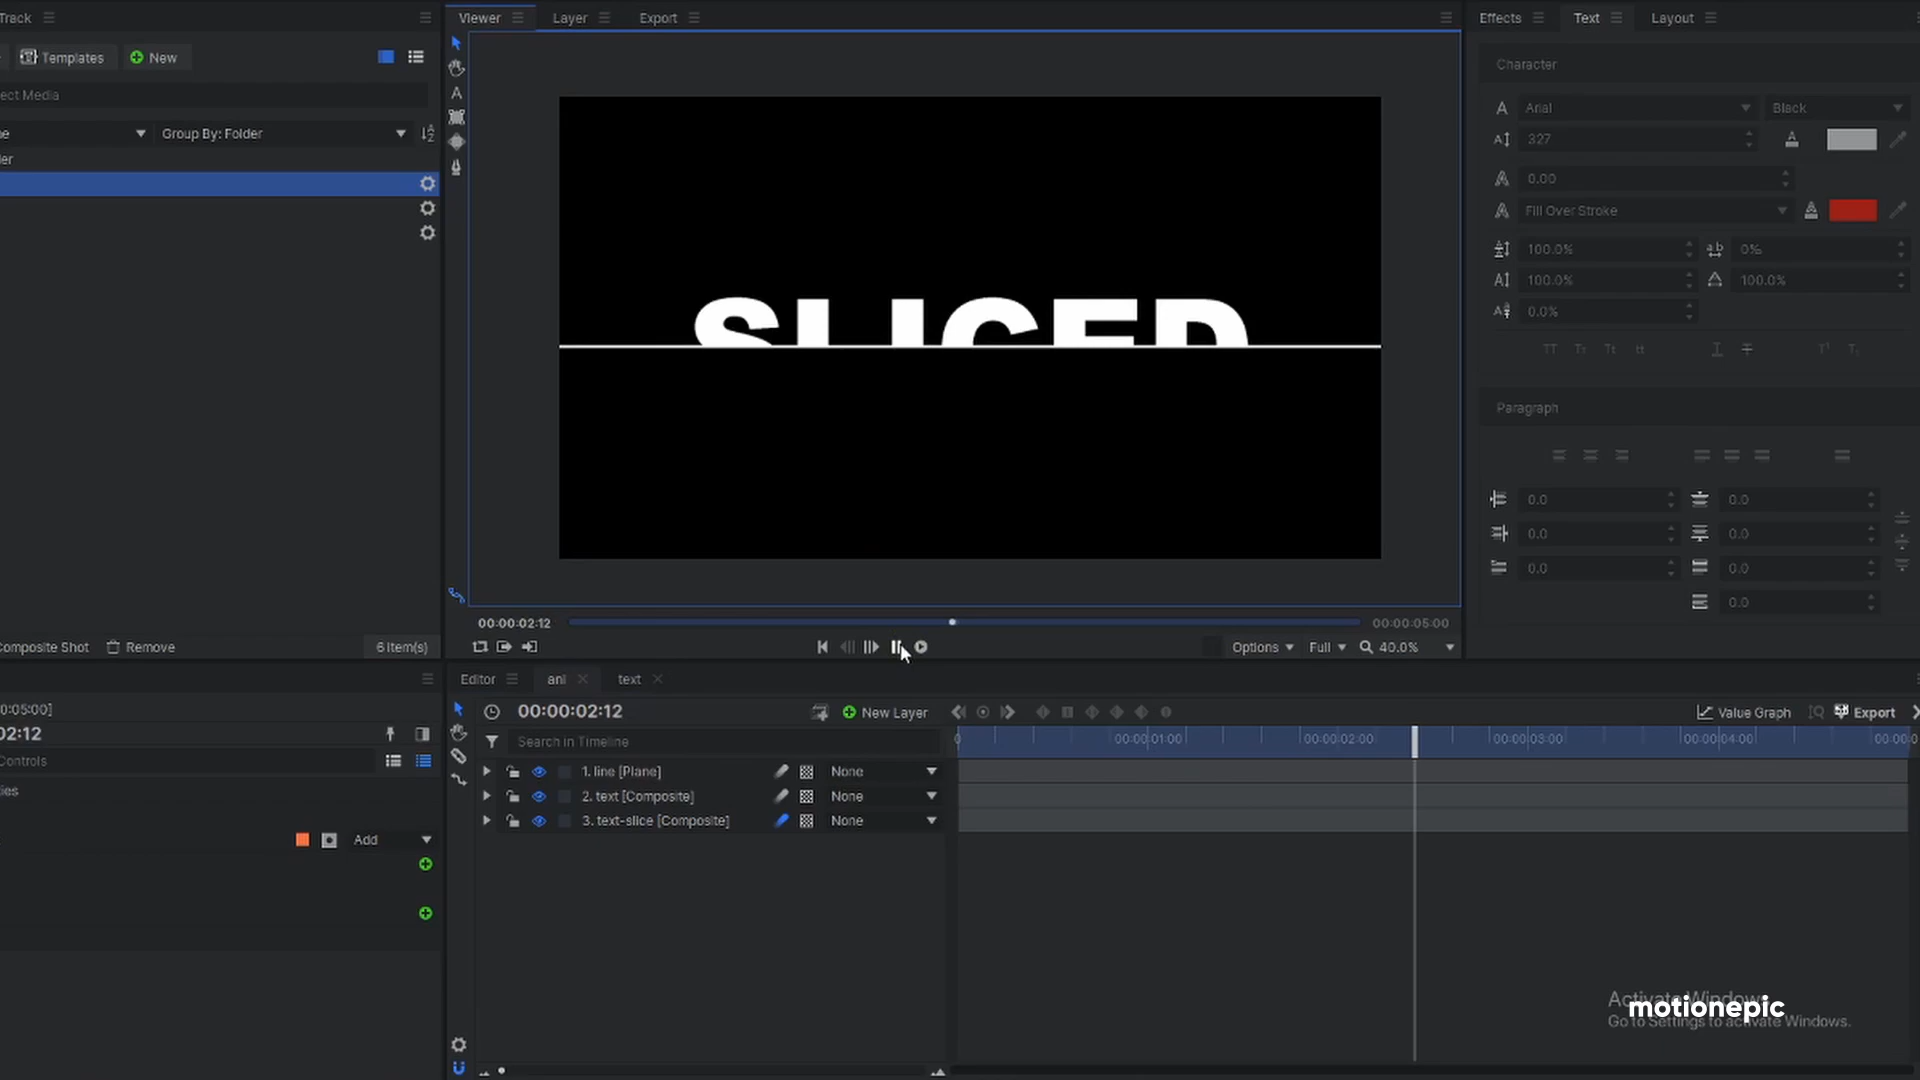 Track
Viewer
Layer
Export
Effects
Text
Layout
Templates
New
Character
ect Media
Arial
Black
Group By: Folder
327
0.00
Fill Over Stroke
100.0%
0%
100.0%
100.0%
0.0%
SLICED
Paragraph
0.0
0.0
0.0
0.0
0.0
0.0
0.0
00:00:02:12
00:00:05:00
Composite Shot
Remove
6 Item(s)
Options
Full
40.0%
Editor
ani
text
0:05:00]
02:12
00:00:02:12
New Layer
Value Graph
Export
Controls
Search in Timeline
0
00:00:01:00
00:00:02:00
00:00:03:00
00:00:04:00
00:00:0
ies
1. line [Plane]
None
2. text [Composite]
None
3. text-slice [Composite]
None
Add
Activate Windows
motionepic
Go to Settings to activate Windows.